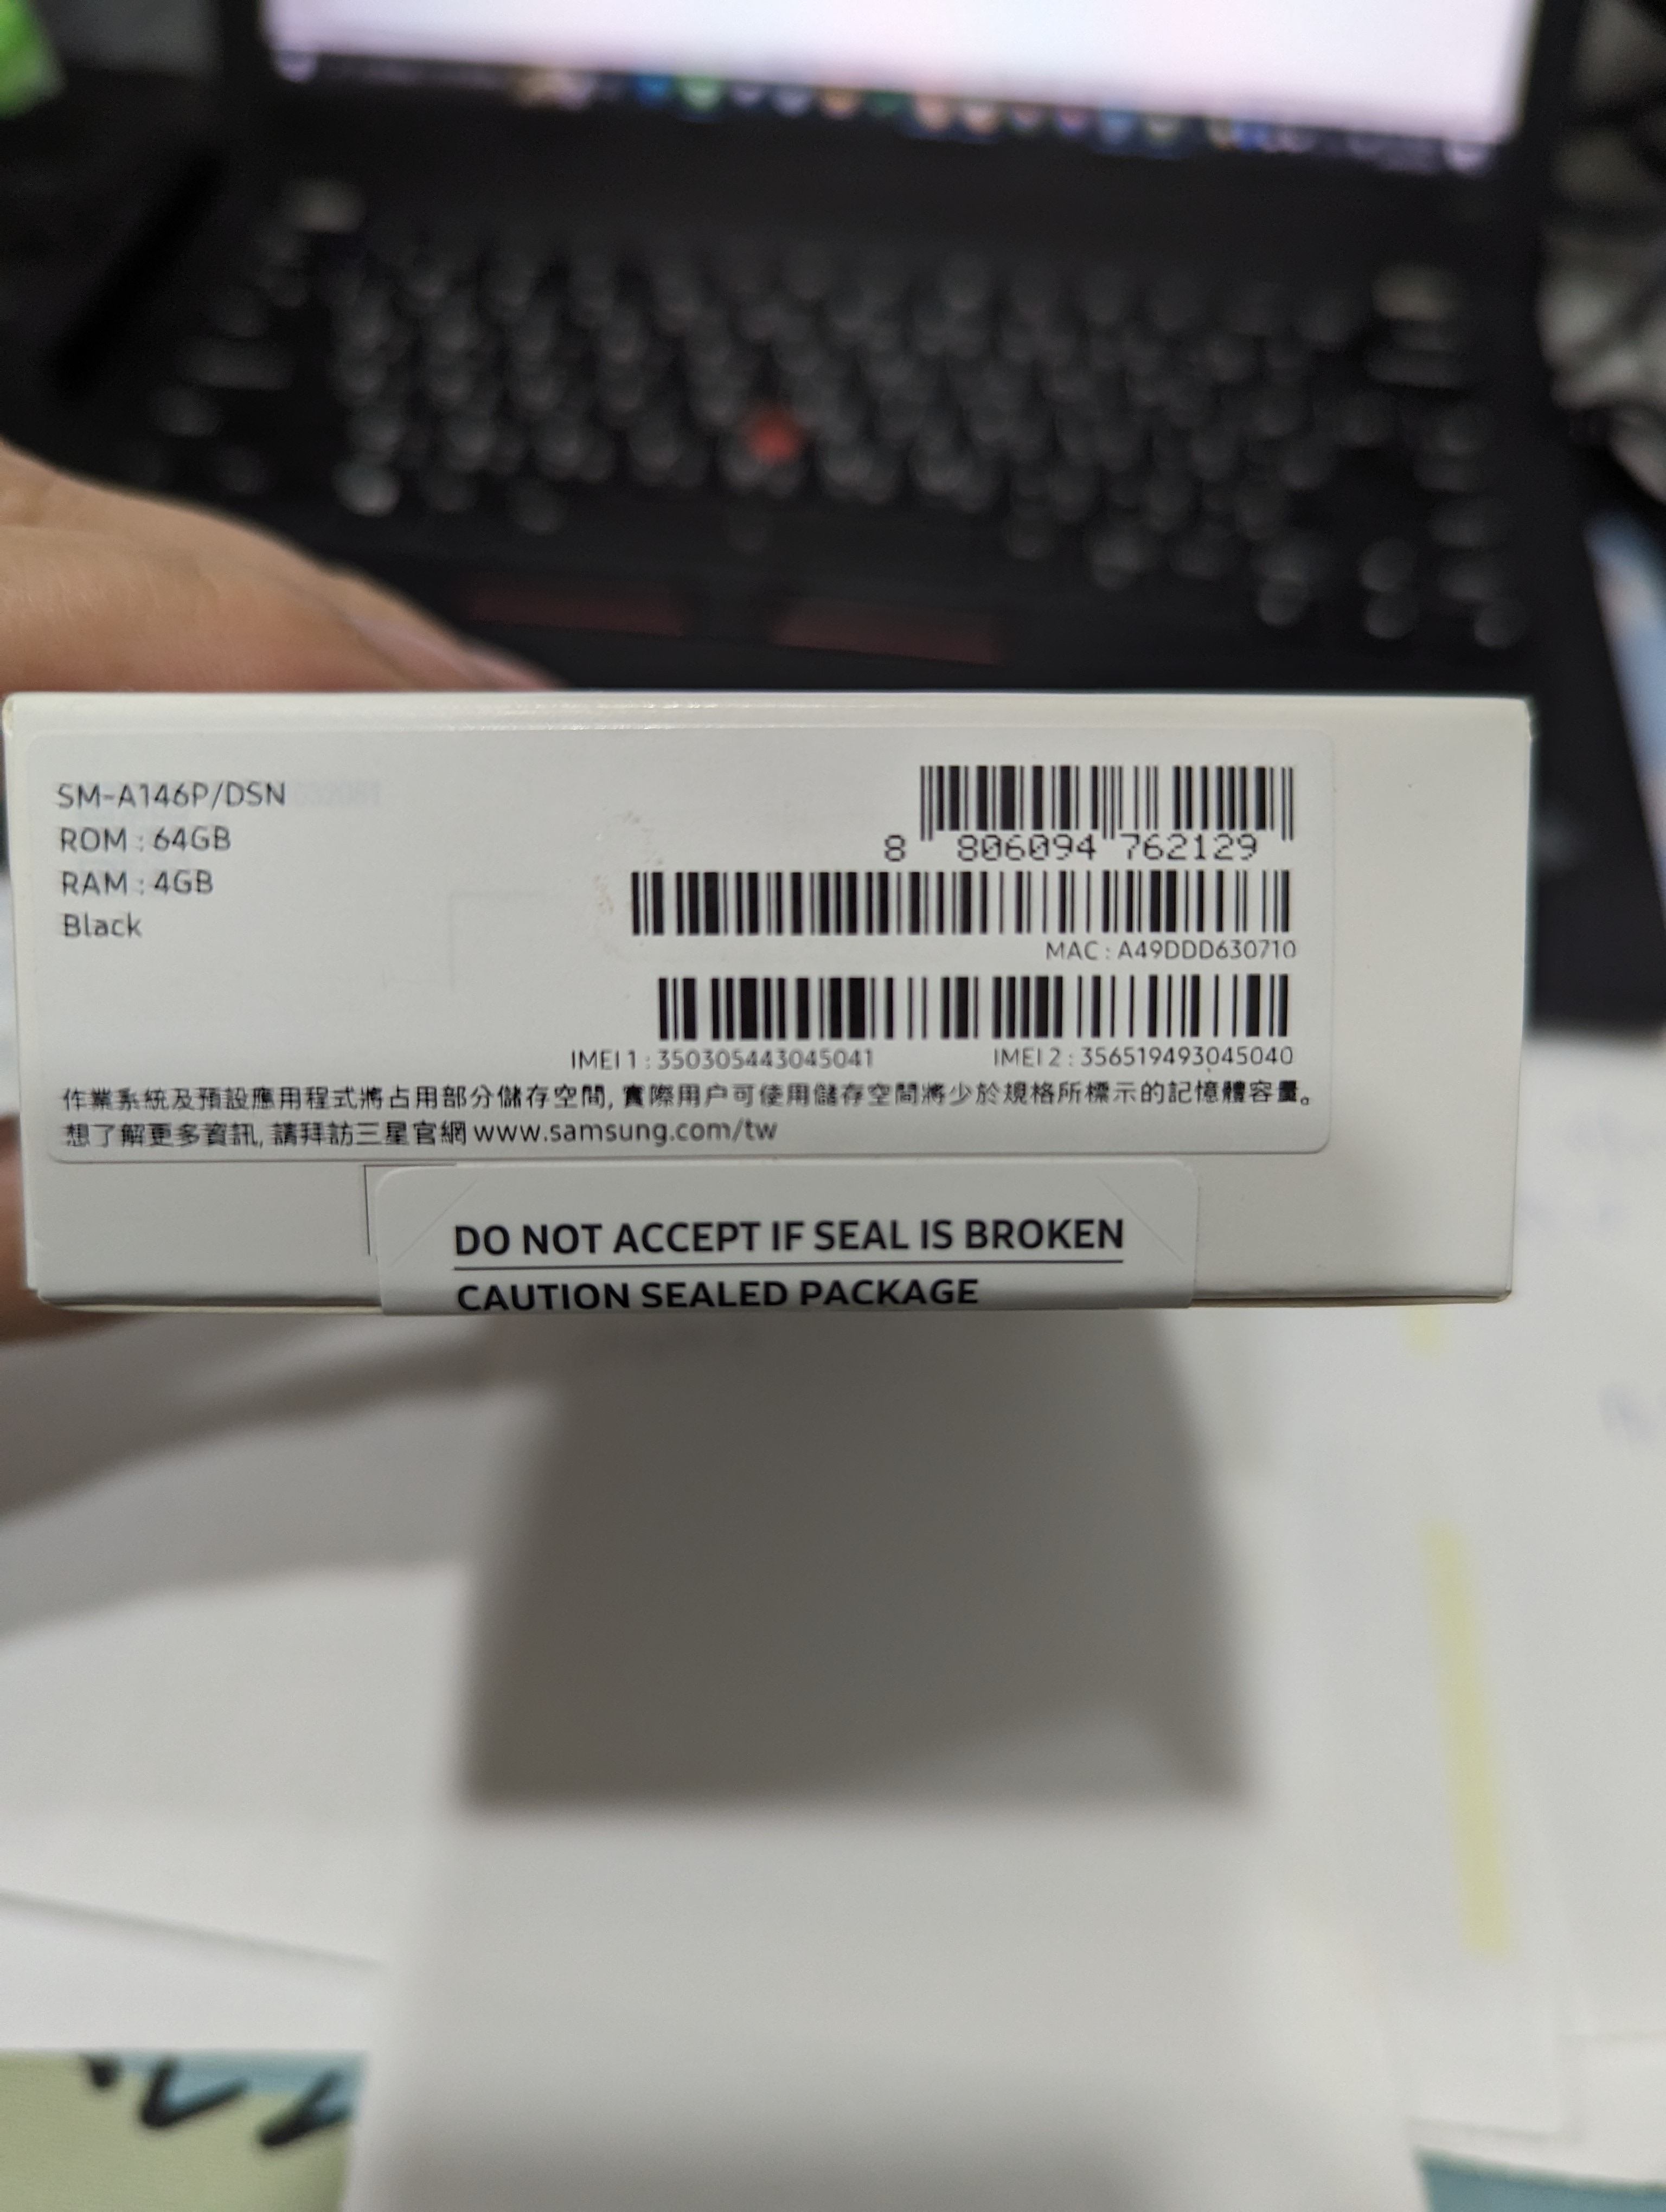 SM-A146P/DSN
ROM : 64GB
RAM : 4GB
Black
8 806094 762129
MAC : A49DDD630710
IMEI 1 : 350305443045041
IMEI 2 : 356519493045040
作業系統及預設應用程式將占用部分儲存空間, 實際用户可使用儲存空間將少於規格所標示的記憶體容量。
想了解更多資訊, 請拜訪三星官網 www.samsung.com/tw
DO NOT ACCEPT IF SEAL IS BROKEN
CAUTION SEALED PACKAGE